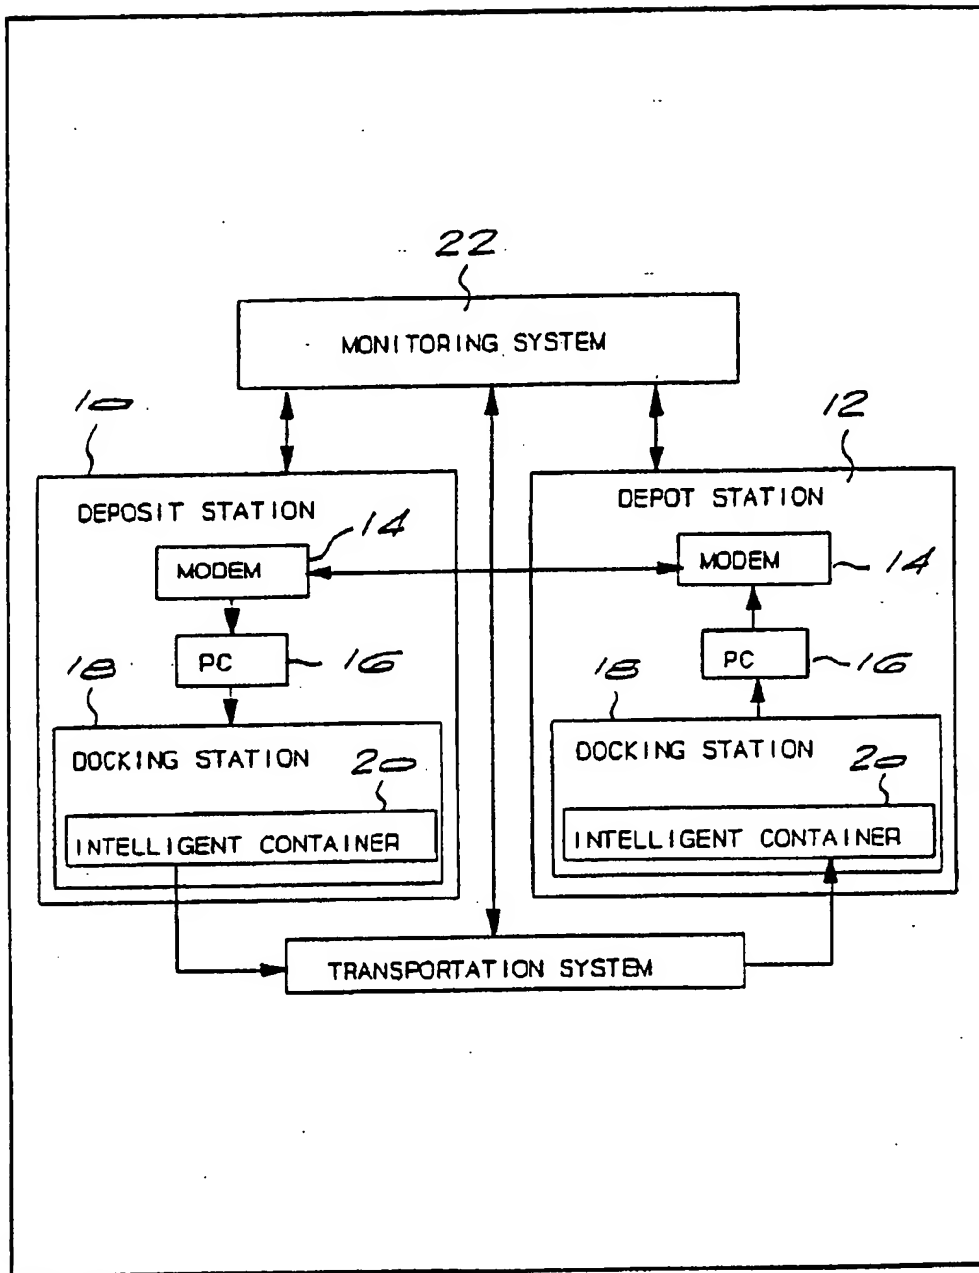 22
MONITORING SYSTEM
10
12
DEPOSIT STATION
DEPOT STATION
14
MODEM
MODEM
14
18
PC
16
18
PC
16
DOCKING STATION
20
DOCKING STATION
20
INTELLIGENT CONTAINER
INTELLIGENT CONTAINER
TRANSPORTATION SYSTEM